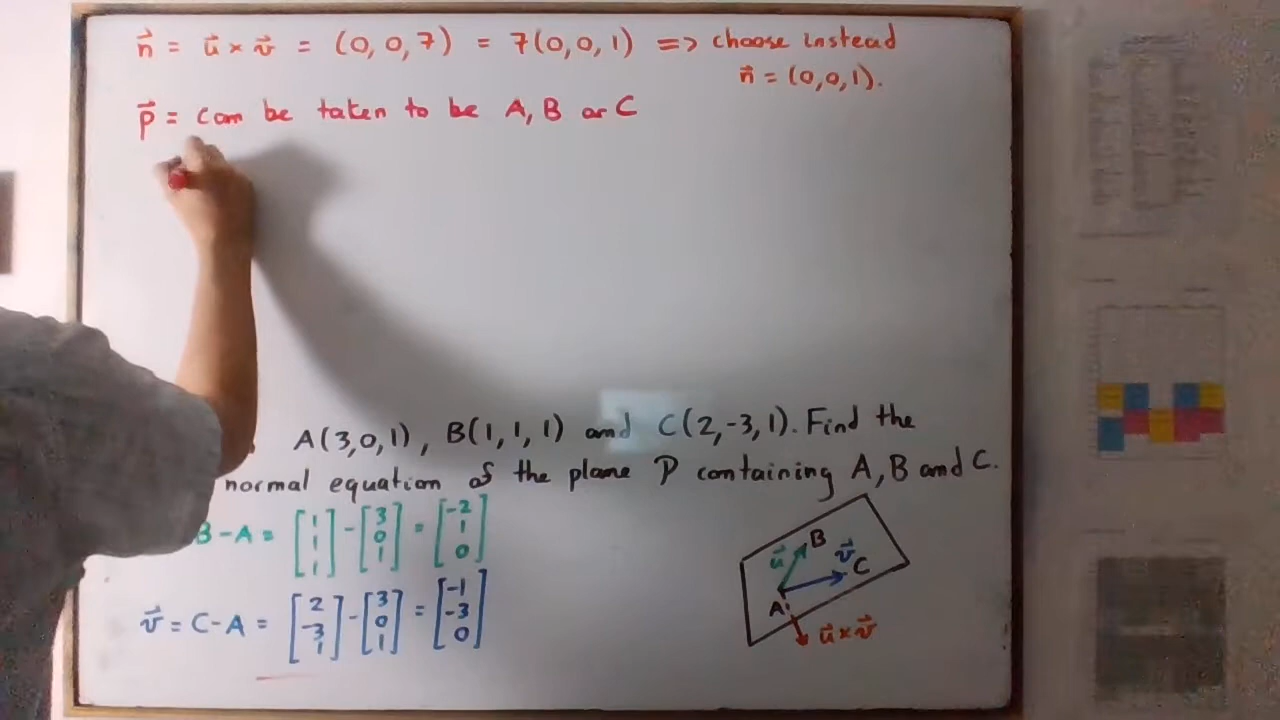 n⃗ = u⃗ × v⃗ = (0, 0, 7) = 7(0, 0, 1) => choose instead
n⃗ = (0, 0, 1).
p⃗ = can be taken to be A, B or C
A(3, 0, 1), B(1, 1, 1) and C(2, -3, 1). Find the
normal equation of the plane P containing A, B and C.
B - A = [1 1 1] - [3 0 1] = [-2 1 0]
v⃗ = C - A = [2 -3 1] - [3 0 1] = [-1 -3 0]
B
u⃗
v⃗
C
A
u⃗ × v⃗